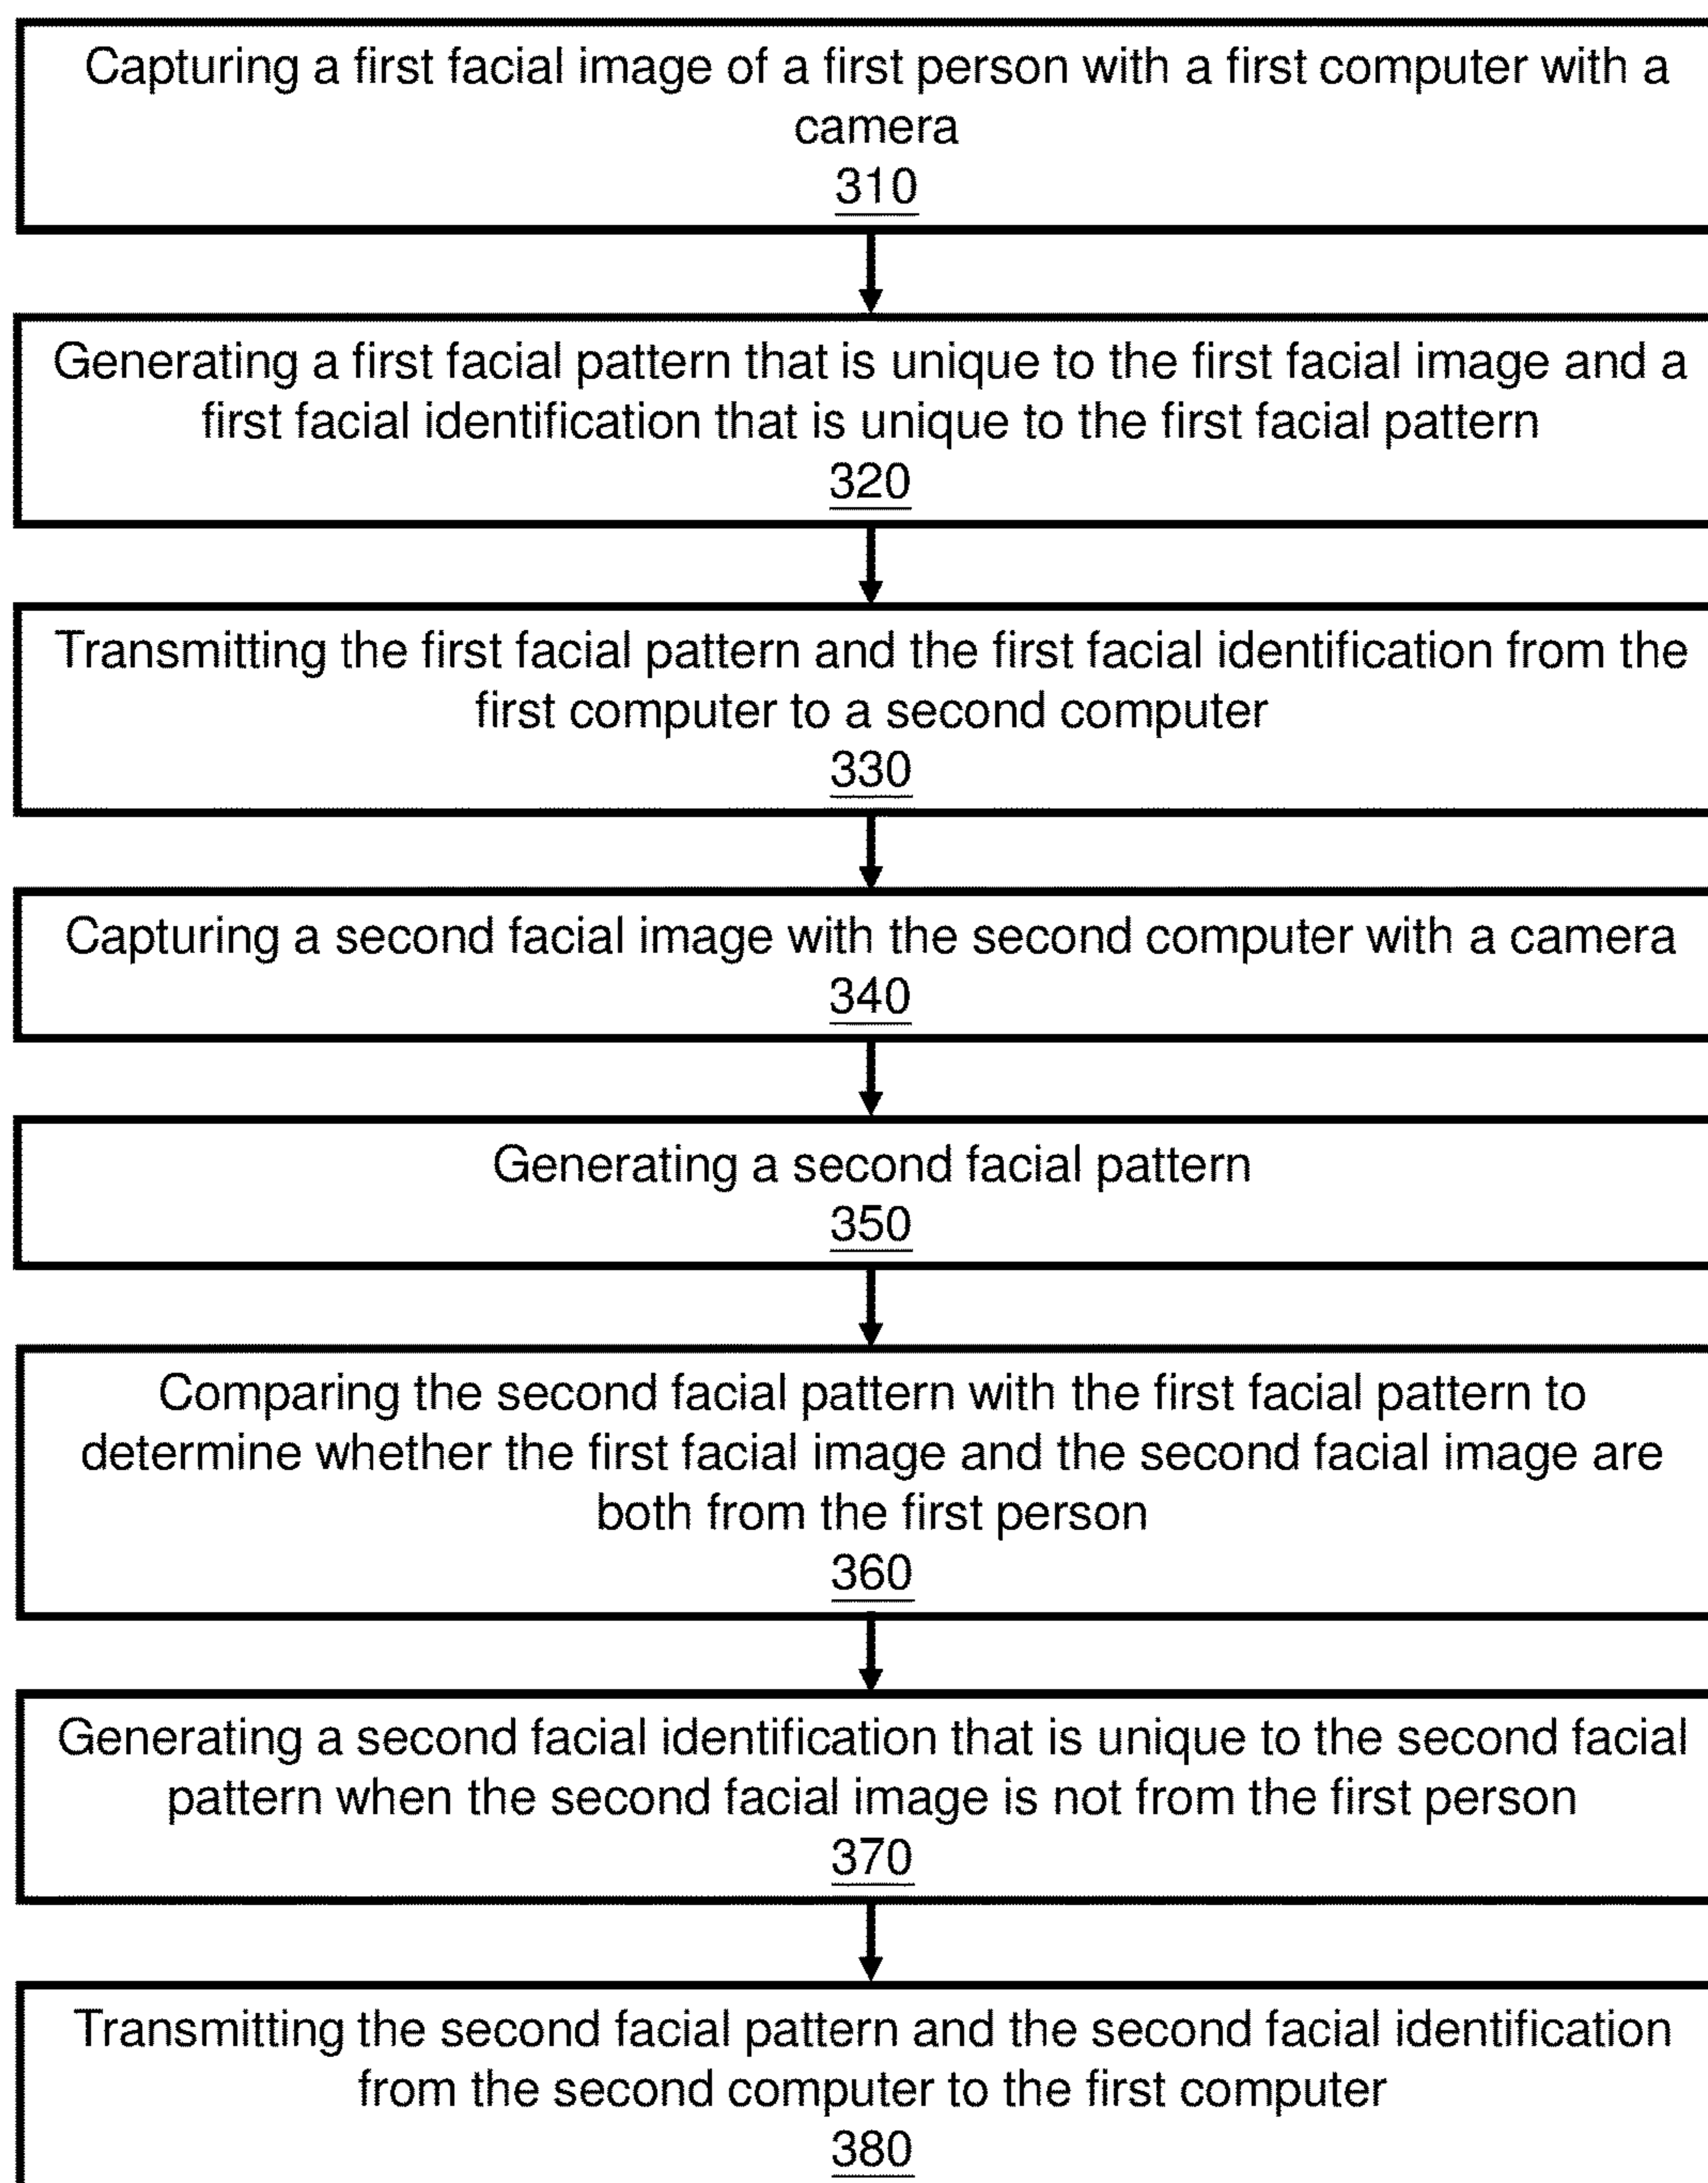 Capturing a first facial image of a first person with a first computer with a
camera
310
Generating a first facial pattern that is unique to the first facial image and a
first facial identification that is unique to the first facial pattern
320
Transmitting the first facial pattern and the first facial identification from the
first computer to a second computer
330
Capturing a second facial image with the second computer with a camera
340
Generating a second facial pattern
350
Comparing the second facial pattern with the first facial pattern to
determine whether the first facial image and the second facial image are
both from the first person
360
Generating a second facial identification that is unique to the second facial
pattern when the second facial image is not from the first person
370
Transmitting the second facial pattern and the second facial identification
from the second computer to the first computer
380